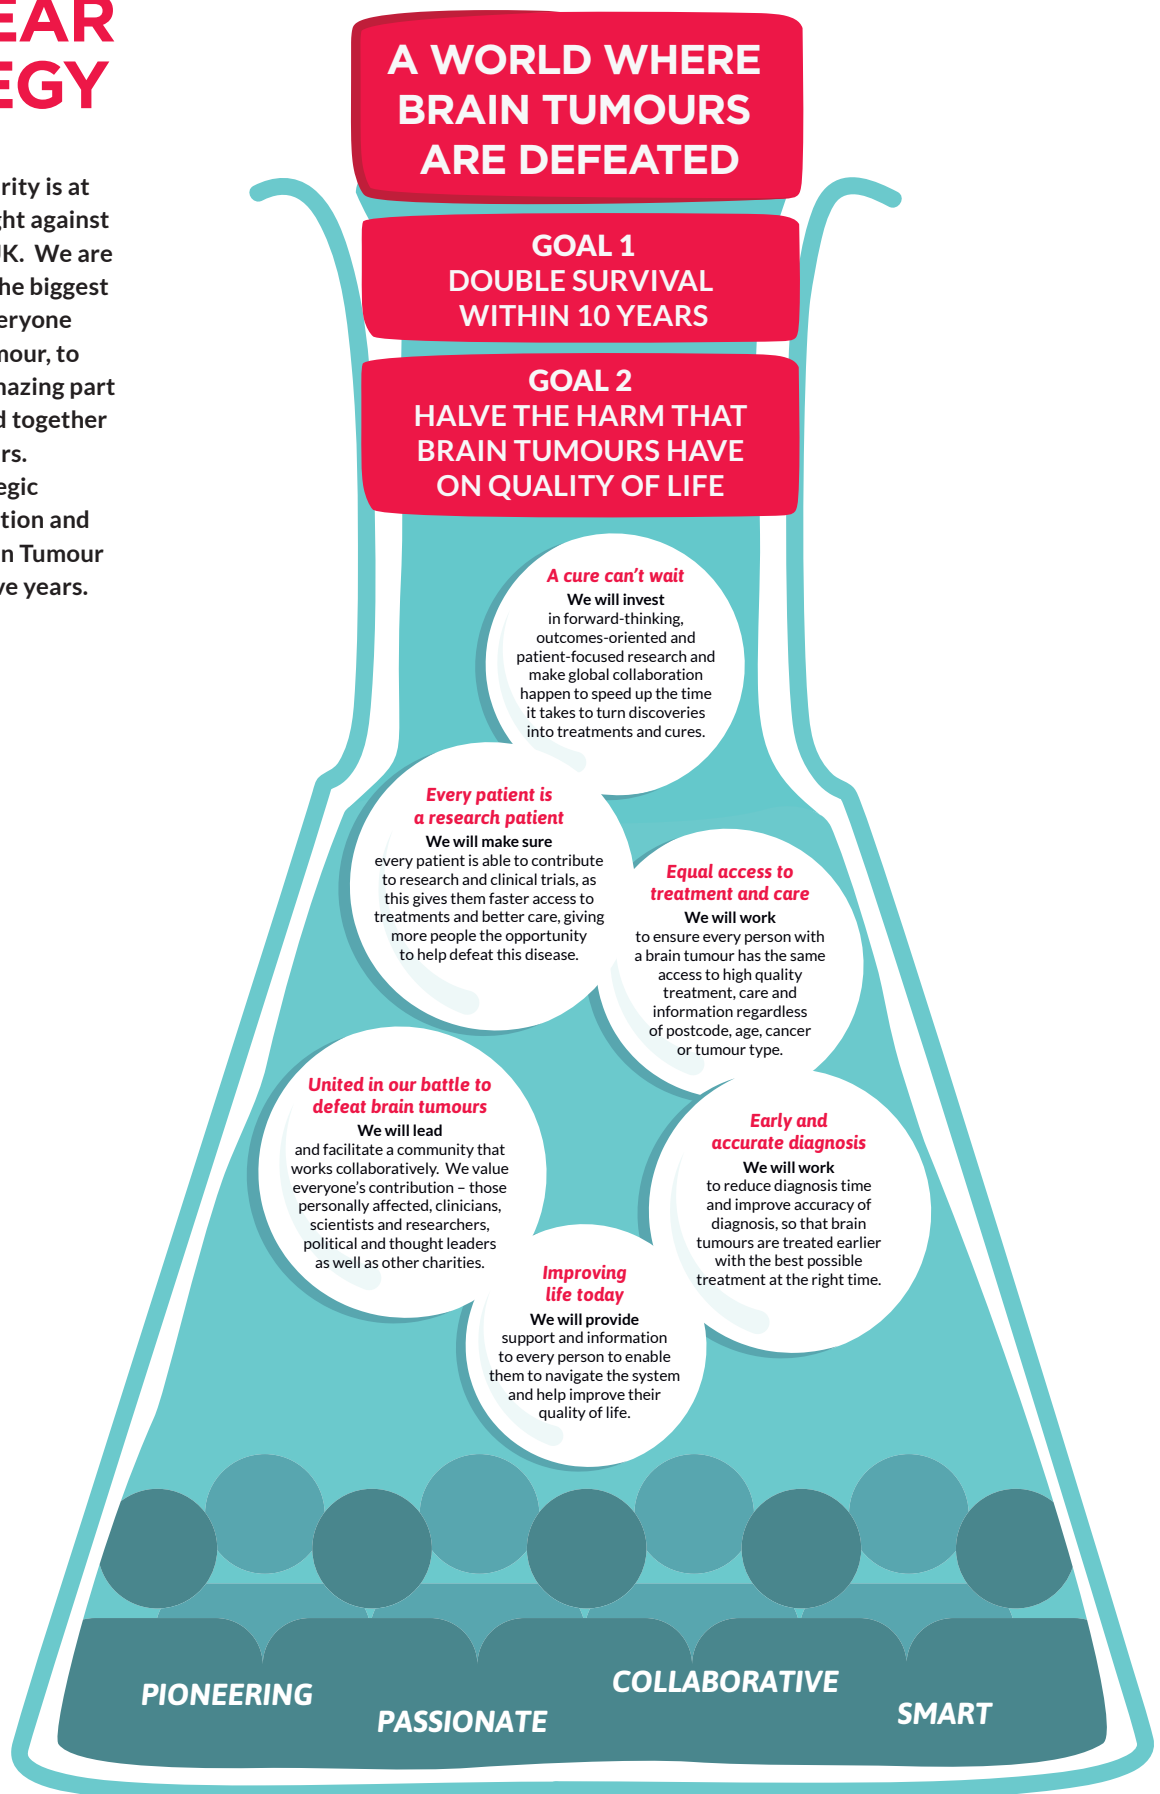 EAR
EGY
rity is at
ght against
UK. We are
he biggest
eryone
mour, to
mazing part
d together
rs.
egic
tion and
n Tumour
ve years.
A WORLD WHERE
BRAIN TUMOURS
ARE DEFEATED
GOAL 1
DOUBLE SURVIVAL
WITHIN 10 YEARS
GOAL 2
HALVE THE HARM THAT
BRAIN TUMOURS HAVE
ON QUALITY OF LIFE
A cure can't wait
We will invest
in forward-thinking,
outcomes-oriented and
patient-focused research and
make global collaboration
happen to speed up the time
it takes to turn discoveries
into treatments and cures.
Every patient is
a research patient
We will make sure
every patient is able to contribute
to research and clinical trials, as
this gives them faster access to
treatments and better care, giving
more people the opportunity
to help defeat this disease.
Equal access to
treatment and care
We will work
to ensure every person with
a brain tumour has the same
access to high quality
treatment, care and
information regardless
of postcode, age, cancer
or tumour type.
United in our battle to
defeat brain tumours
We will lead
and facilitate a community that
works collaboratively. We value
everyone's contribution – those
personally affected, clinicians,
scientists and researchers,
political and thought leaders
as well as other charities.
Early and
accurate diagnosis
We will work
to reduce diagnosis time
and improve accuracy of
diagnosis, so that brain
tumours are treated earlier
with the best possible
treatment at the right time.
Improving
life today
We will provide
support and information
to every person to enable
them to navigate the system
and help improve their
quality of life.
PIONEERING
PASSIONATE
COLLABORATIVE
SMART